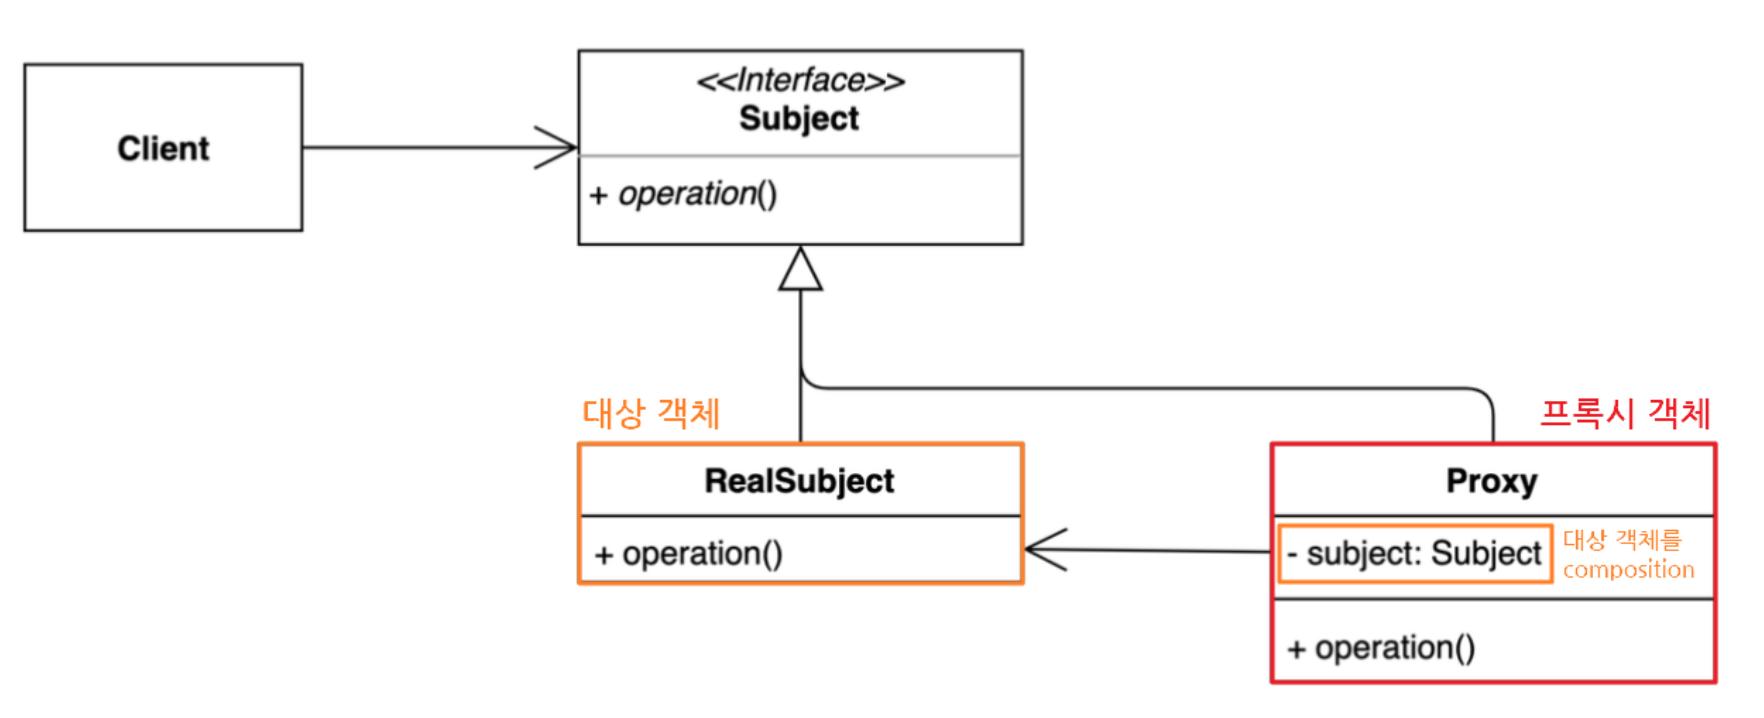 Client
<<Interface>>
Subject
+ operation()
대상 객체
RealSubject
+ operation()
프록시 객체
Proxy
- subject: Subject
대상 객체를
composition
+ operation()